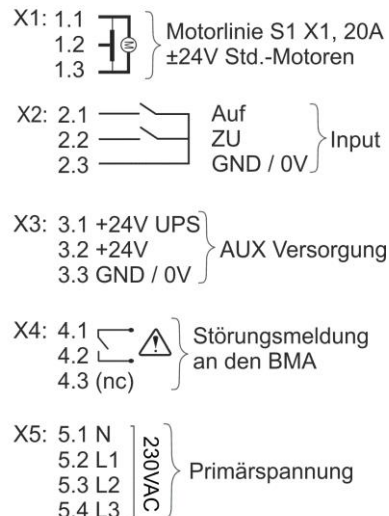 X1: 1.1
1.2
1.3
M
Motorlinie S1 X1, 20A
±24V Std.-Motoren
X2: 2.1 Auf
2.2 ZU
2.3 GND / 0V
Input
X3: 3.1 +24V UPS
3.2 +24V
3.3 GND / 0V
AUX Versorgung
X4: 4.1
4.2
4.3 (nc)
Störungsmeldung
an den BMA
X5: 5.1 N
5.2 L1
5.3 L2
5.4 L3
230VAC
Primärspannung